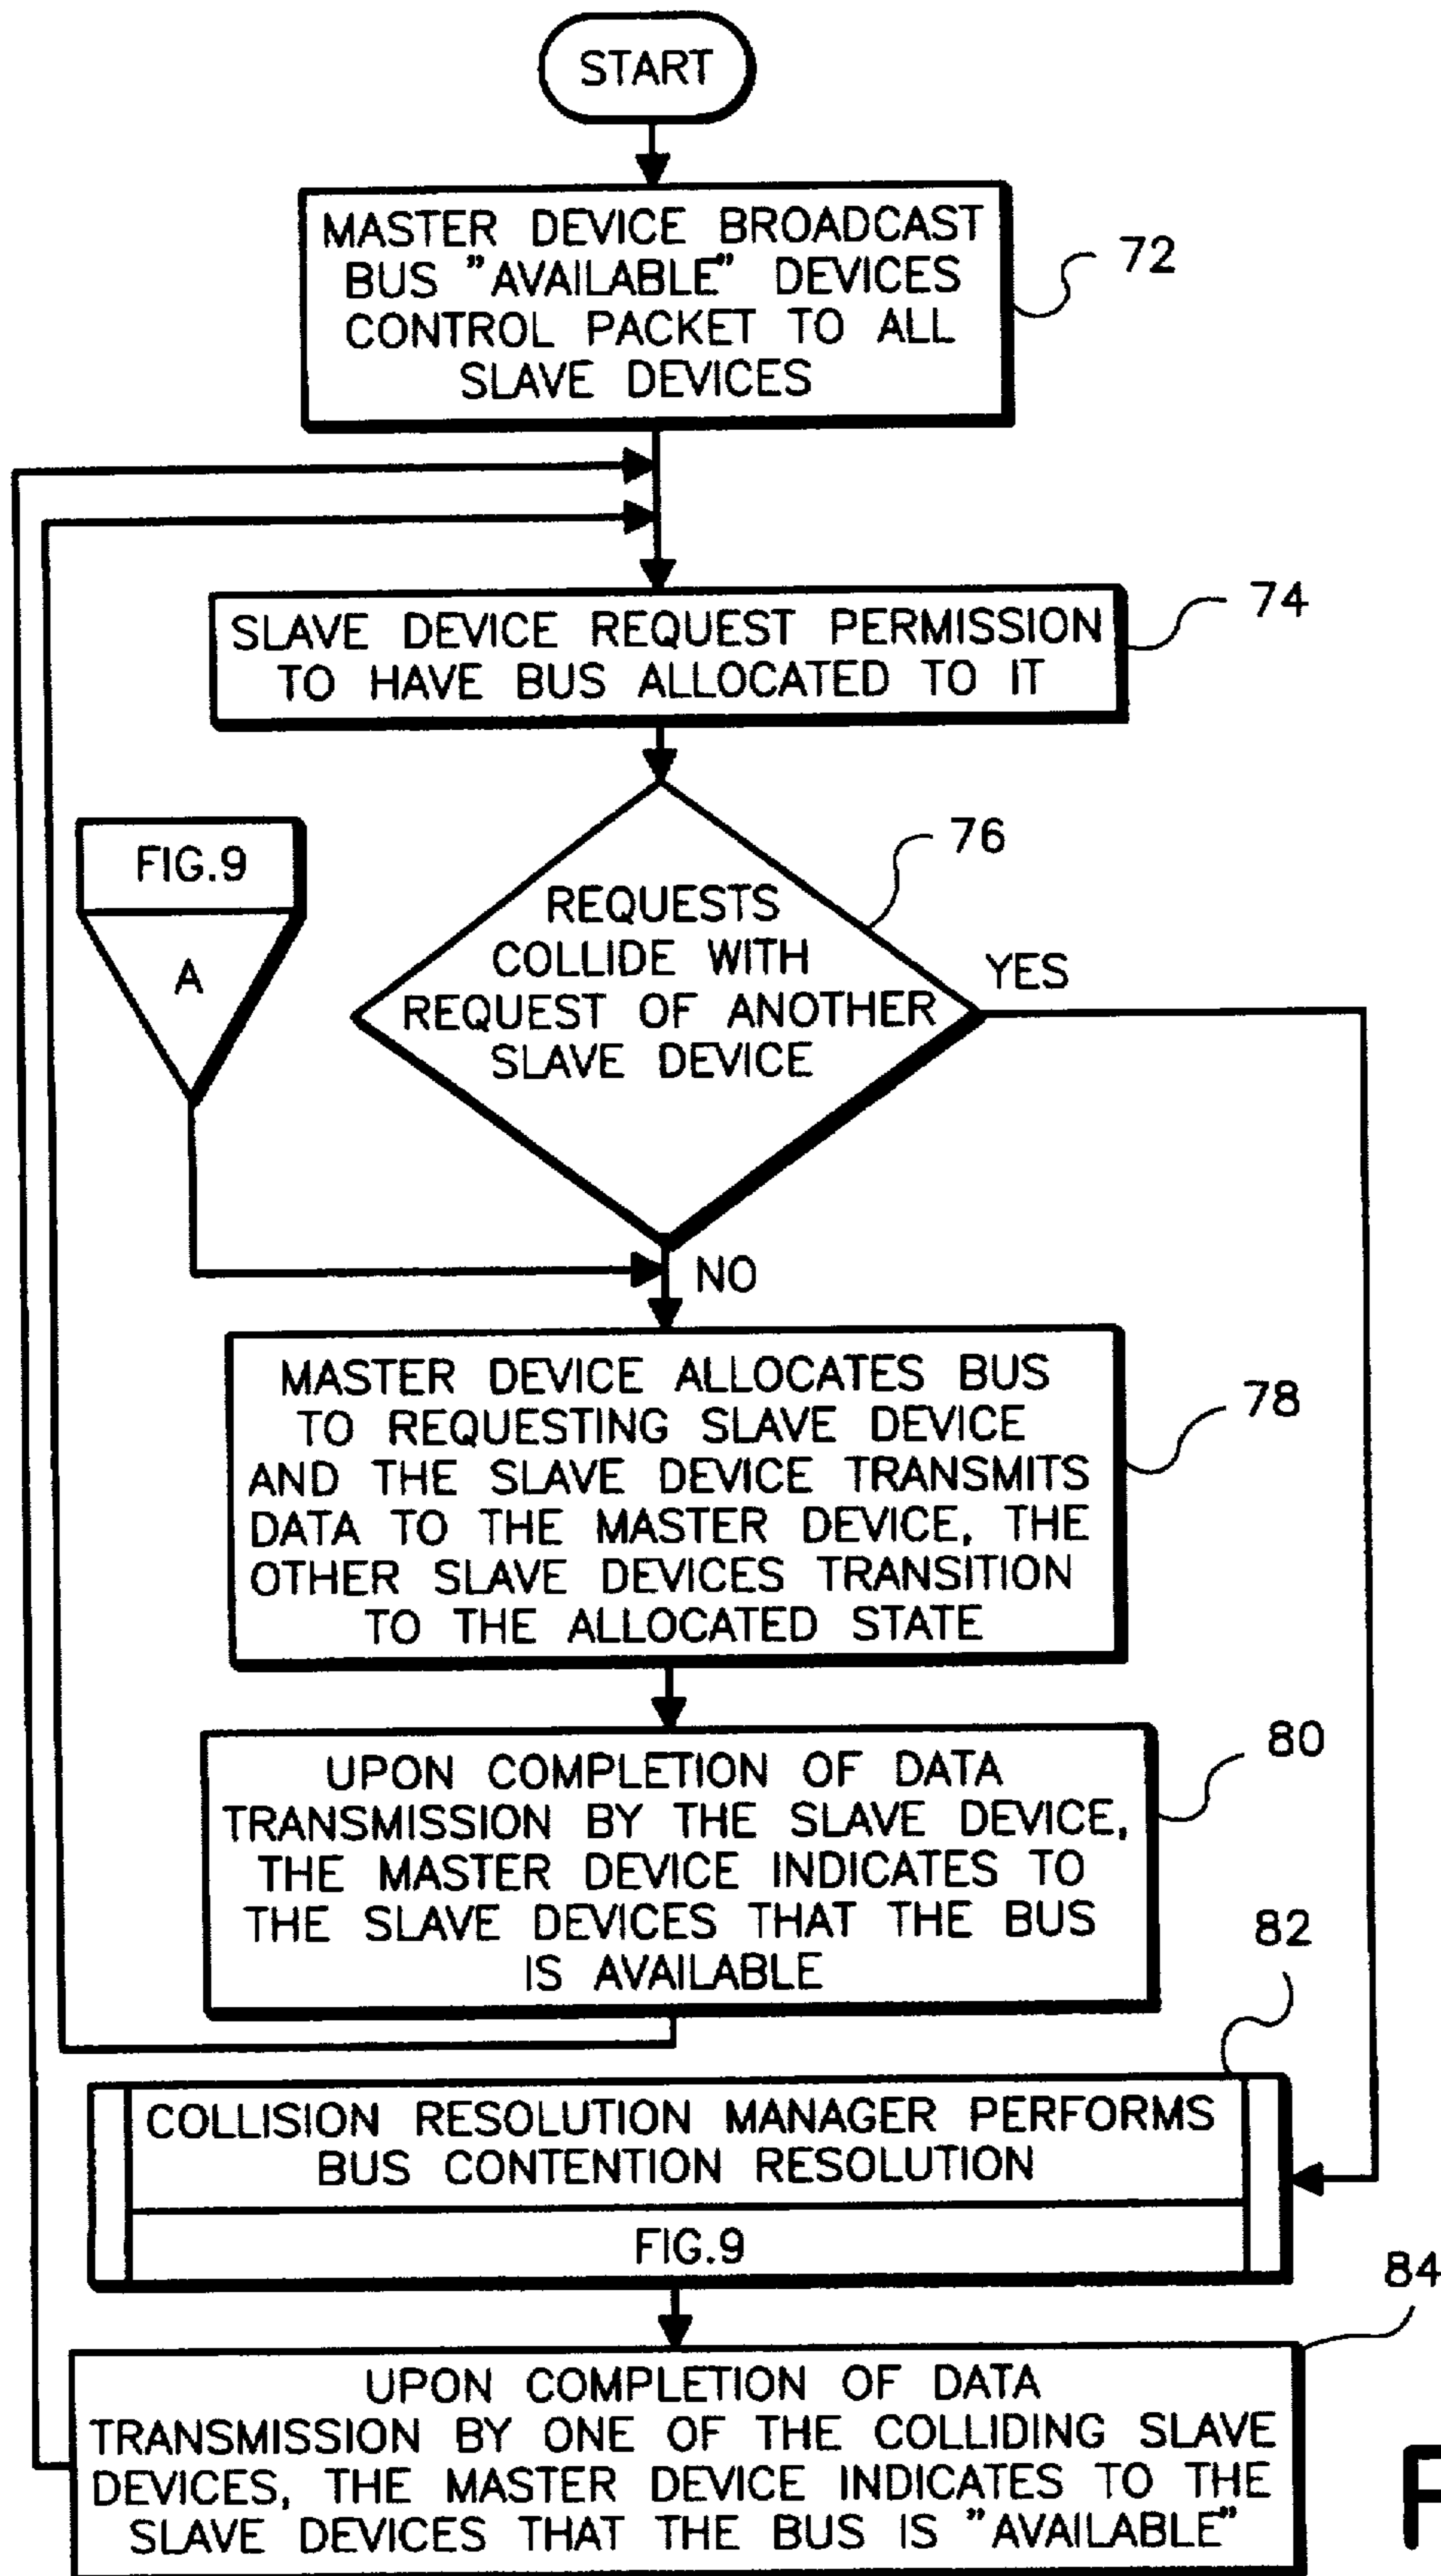 START
MASTER DEVICE BROADCAST
BUS "AVAILABLE" DEVICES
CONTROL PACKET TO ALL
SLAVE DEVICES
72
SLAVE DEVICE REQUEST PERMISSION
TO HAVE BUS ALLOCATED TO IT
74
FIG.9
A
REQUESTS
COLLIDE WITH
REQUEST OF ANOTHER
SLAVE DEVICE
76
YES
NO
MASTER DEVICE ALLOCATES BUS
TO REQUESTING SLAVE DEVICE
AND THE SLAVE DEVICE TRANSMITS
DATA TO THE MASTER DEVICE, THE
OTHER SLAVE DEVICES TRANSITION
TO THE ALLOCATED STATE
78
UPON COMPLETION OF DATA
TRANSMISSION BY THE SLAVE DEVICE,
THE MASTER DEVICE INDICATES TO
THE SLAVE DEVICES THAT THE BUS
IS AVAILABLE
80
82
COLLISION RESOLUTION MANAGER PERFORMS
BUS CONTENTION RESOLUTION
FIG.9
84
UPON COMPLETION OF DATA
TRANSMISSION BY ONE OF THE COLLIDING SLAVE
DEVICES, THE MASTER DEVICE INDICATES TO THE
SLAVE DEVICES THAT THE BUS IS "AVAILABLE"